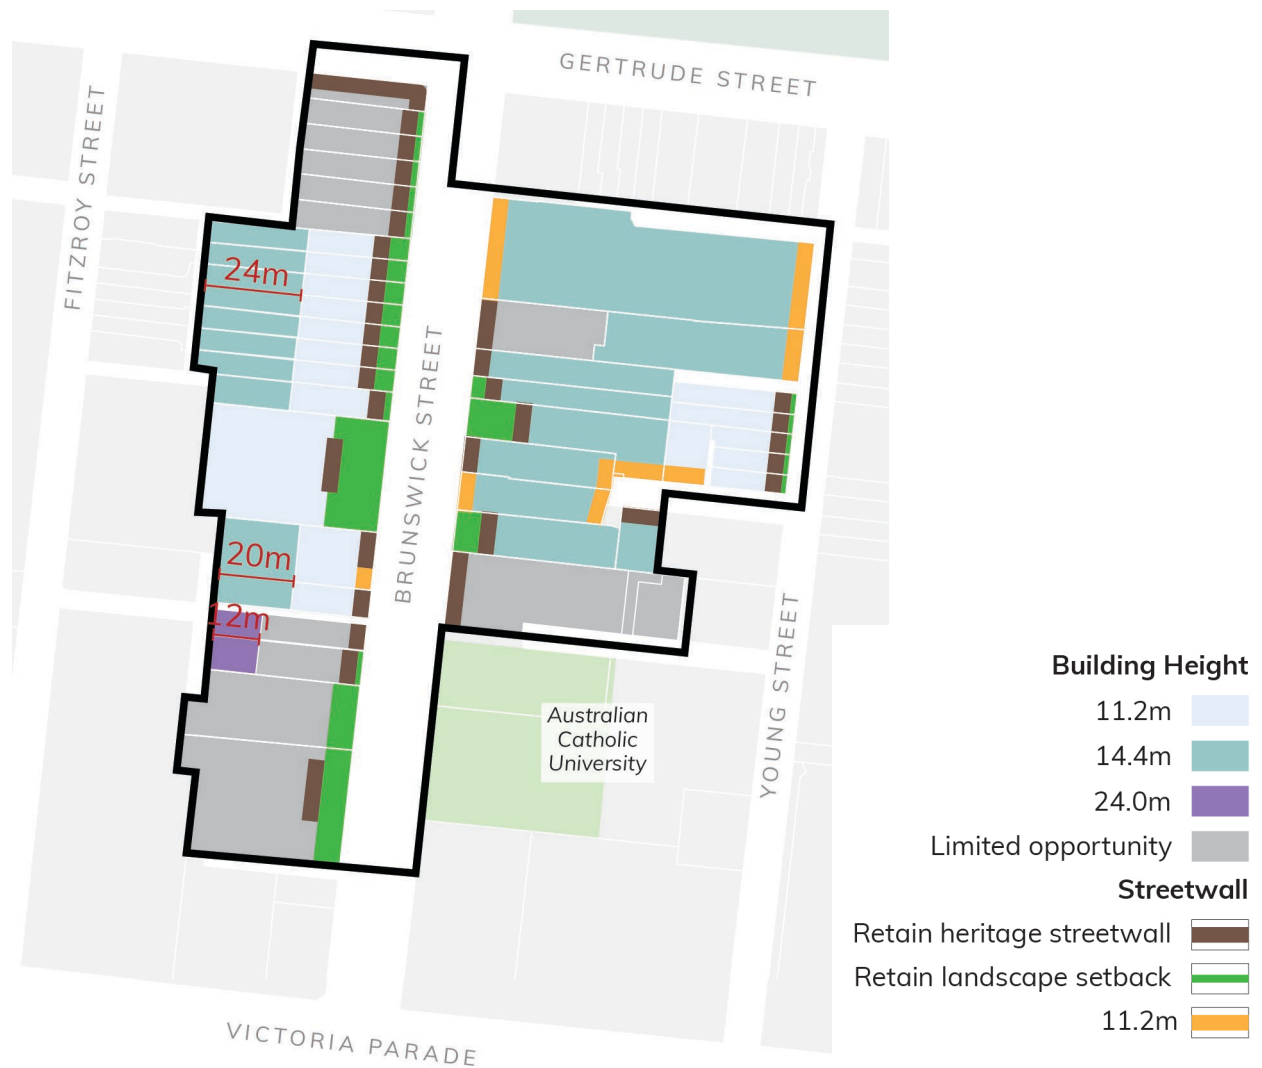 GERTRUDE STREET
FITZROY STREET
24m
BRUNSWICK STREET
20m
12m
YOUNG STREET
Australian
Catholic
University
VICTORIA PARADE
Building Height
11.2m
14.4m
24.0m
Limited opportunity
Streetwall
Retain heritage streetwall
Retain landscape setback
11.2m